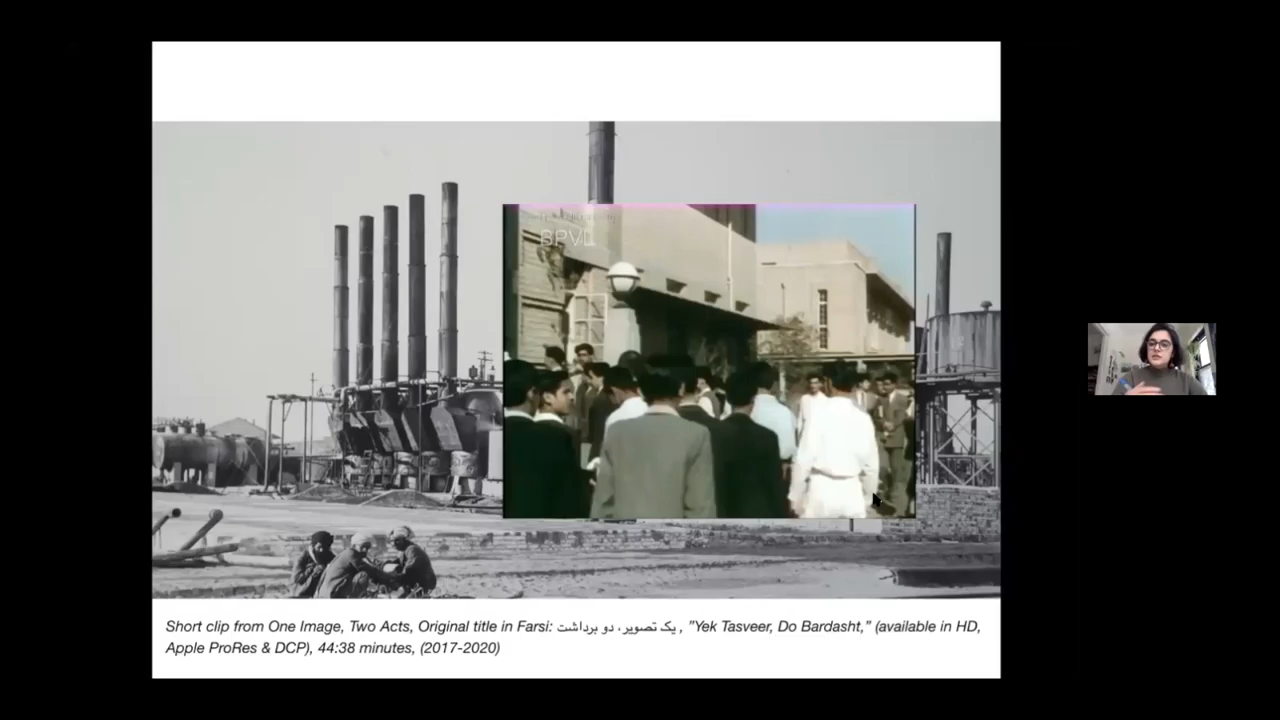 BPVL
Short clip from One Image, Two Acts, Original title in Farsi: یک تصویر، دو برداشت , ”Yek Tasveer, Do Bardasht,” (available in HD,
Apple ProRes & DCP), 44:38 minutes, (2017-2020)